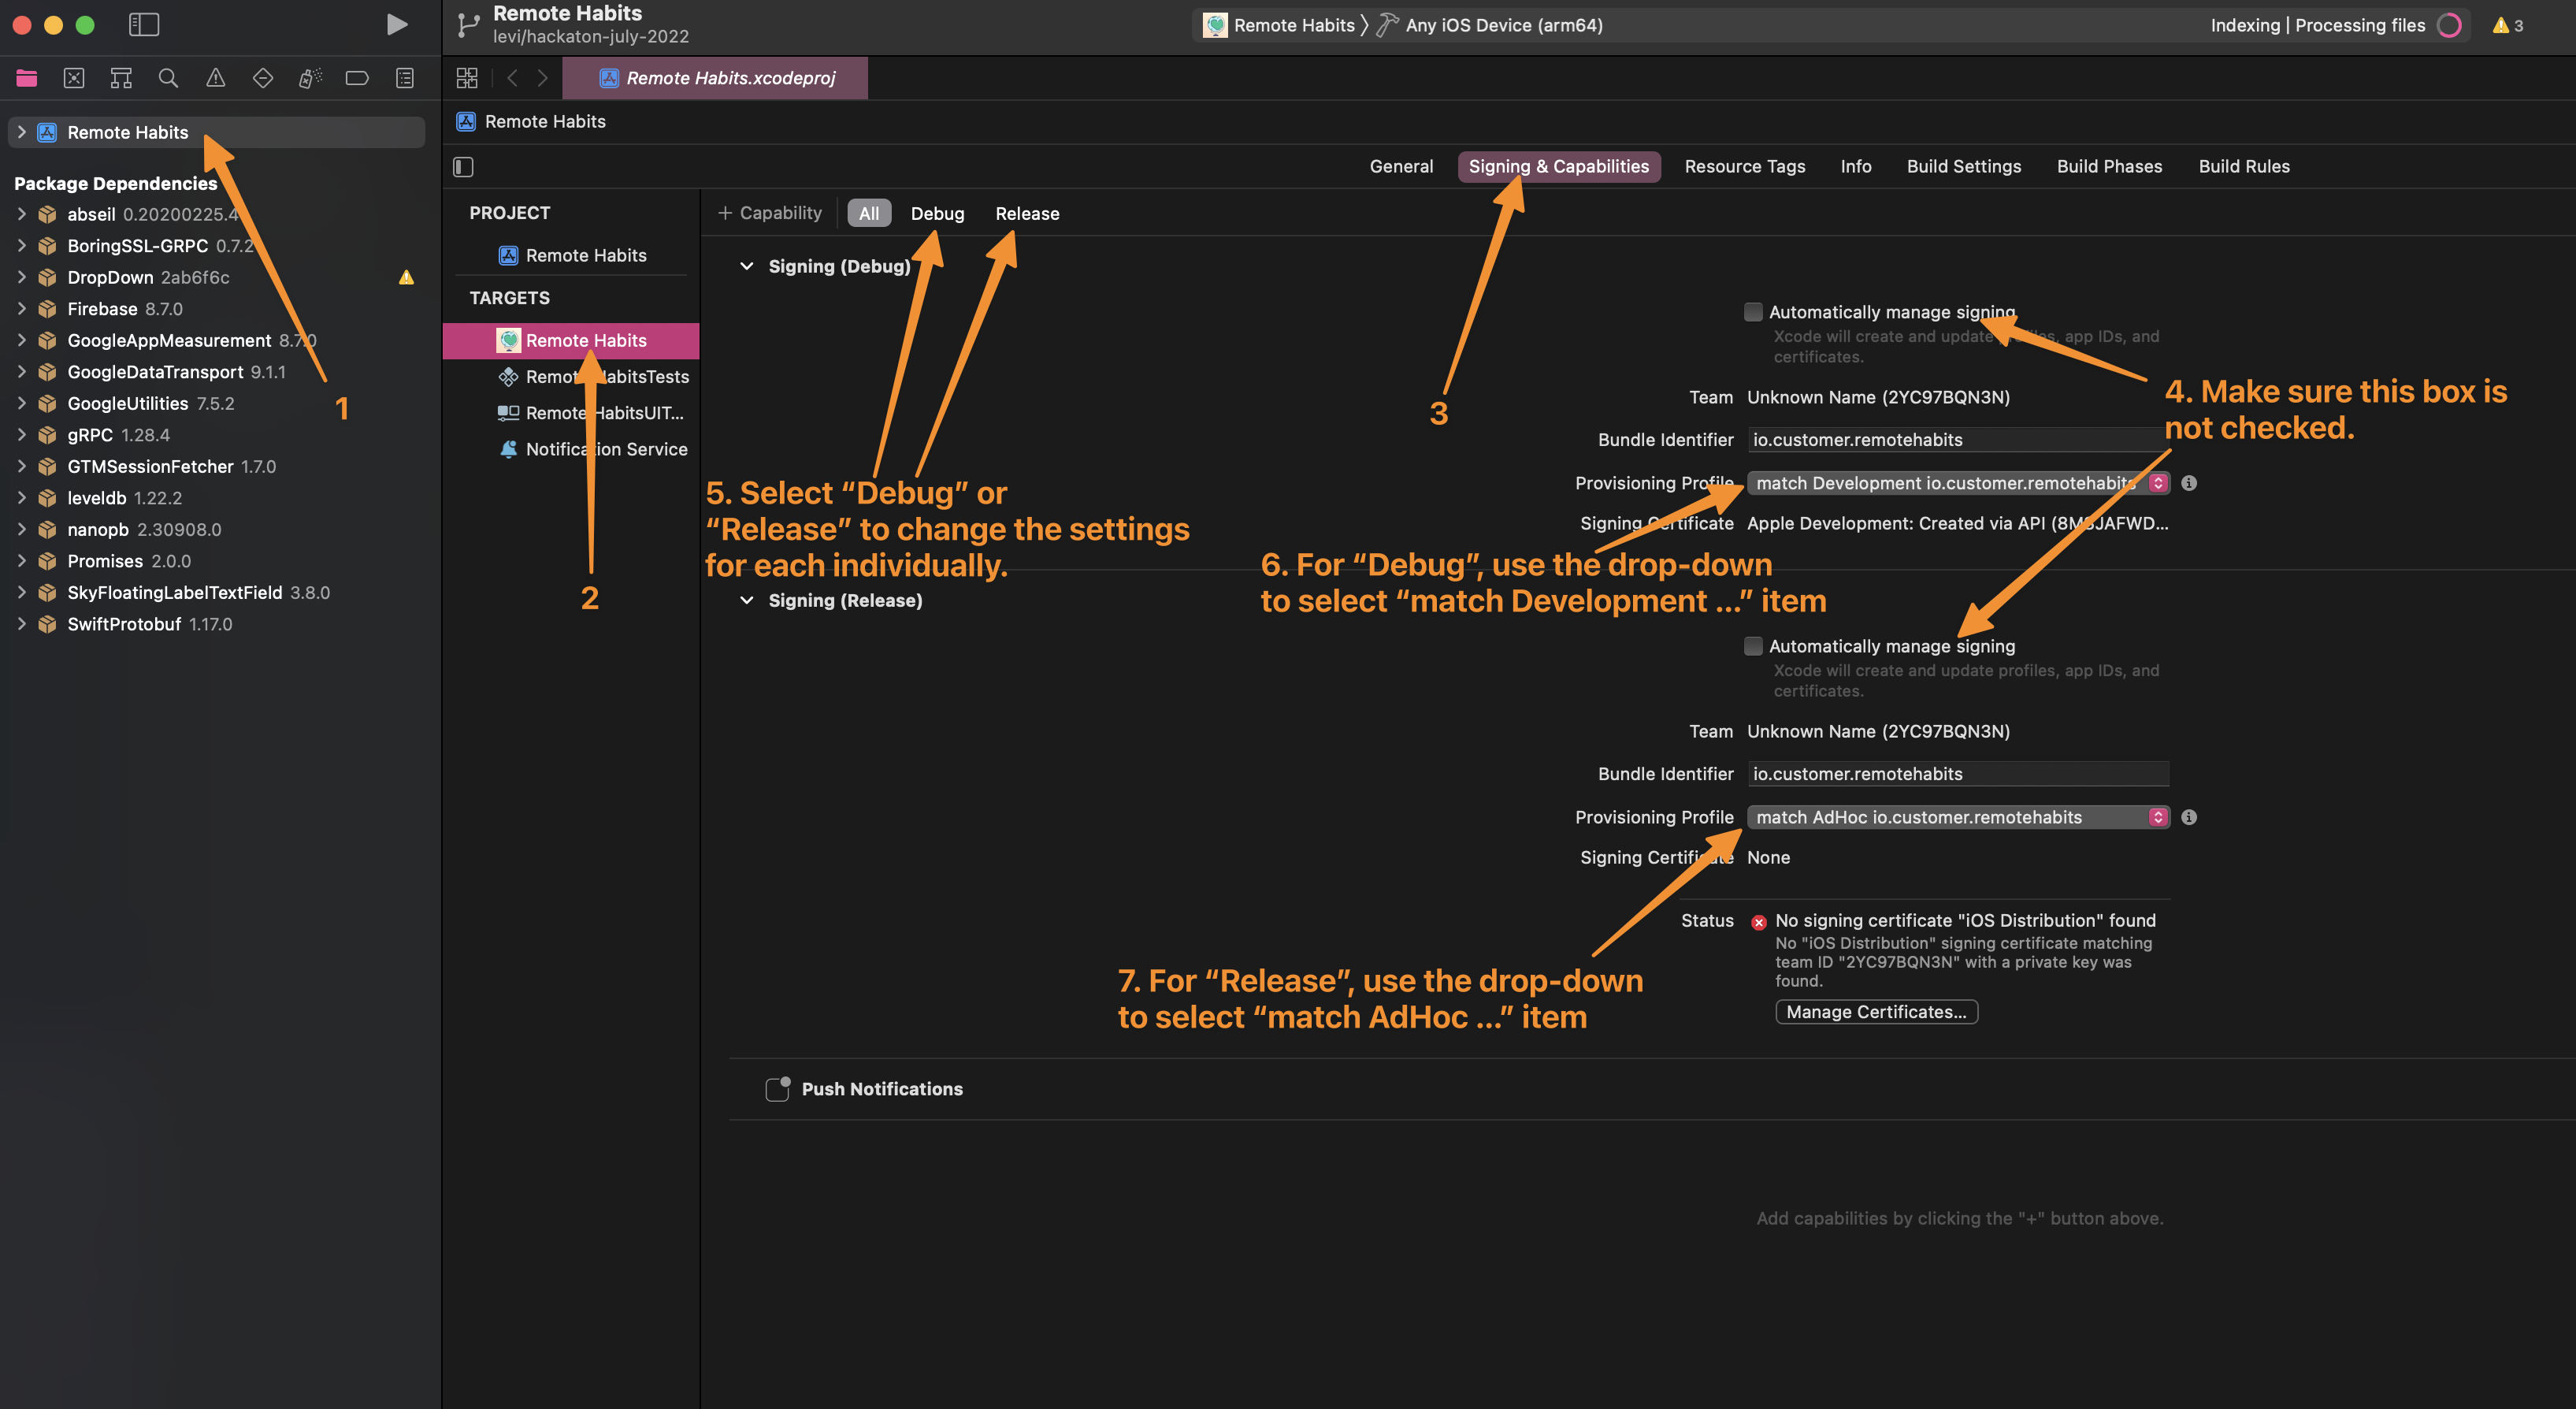 Remote Habits
levi/hackaton-july-2022
Remote Habits
Any iOS Device (arm64)
Indexing | Processing files
3
Remote Habits.xcodeproj
Remote Habits
Remote Habits
General
Signing & Capabilities
Resource Tags
Info
Build Settings
Build Phases
Build Rules
Package Dependencies
abseil 0.20200225.4
BoringSSL-GRPC 0.7.2
DropDown 2ab6f6c
Firebase 8.7.0
GoogleAppMeasurement 8.7.0
GoogleDataTransport 9.1.1
GoogleUtilities 7.5.2
gRPC 1.28.4
GTMSessionFetcher 1.7.0
leveldb 1.22.2
nanopb 2.30908.0
Promises 2.0.0
SkyFloatingLabelTextField 3.8.0
SwiftProtobuf 1.17.0
1
PROJECT
Remote Habits
TARGETS
Remote Habits
Remote HabitsTests
Remote HabitsUIT...
Notification Service
2
+ Capability
All
Debug
Release
Signing (Debug)
Automatically manage signing
Xcode will create and update profiles, app IDs, and
certificates.
Team Unknown Name (2YC97BQN3N)
Bundle Identifier io.customer.remotehabits
Provisioning Profile match Development io.customer.remotehabits
Signing Certificate Apple Development: Created via API (8MSJAFWD...
3
4. Make sure this box is
not checked.
5. Select “Debug” or
“Release” to change the settings
for each individually.
6. For “Debug”, use the drop-down
to select “match Development ...” item
Signing (Release)
Automatically manage signing
Xcode will create and update profiles, app IDs, and
certificates.
Team Unknown Name (2YC97BQN3N)
Bundle Identifier io.customer.remotehabits
Provisioning Profile match AdHoc io.customer.remotehabits
Signing Certificate None
Status No signing certificate "iOS Distribution" found
No "iOS Distribution" signing certificate matching
team ID "2YC97BQN3N" with a private key was
found.
Manage Certificates...
7. For “Release”, use the drop-down
to select “match AdHoc ...” item
Push Notifications
Add capabilities by clicking the "+" button above.